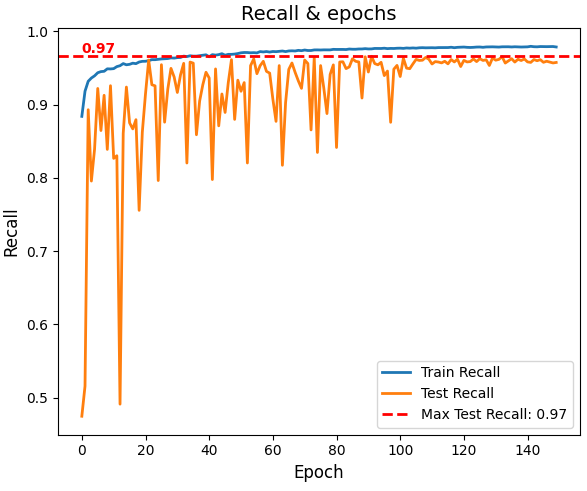 Recall & epochs
1.0
0.97
0.9
0.8
0.7
0.6
0.5
Recall
Train Recall
Test Recall
Max Test Recall: 0.97
0 20 40 60 80 100 120 140
Epoch